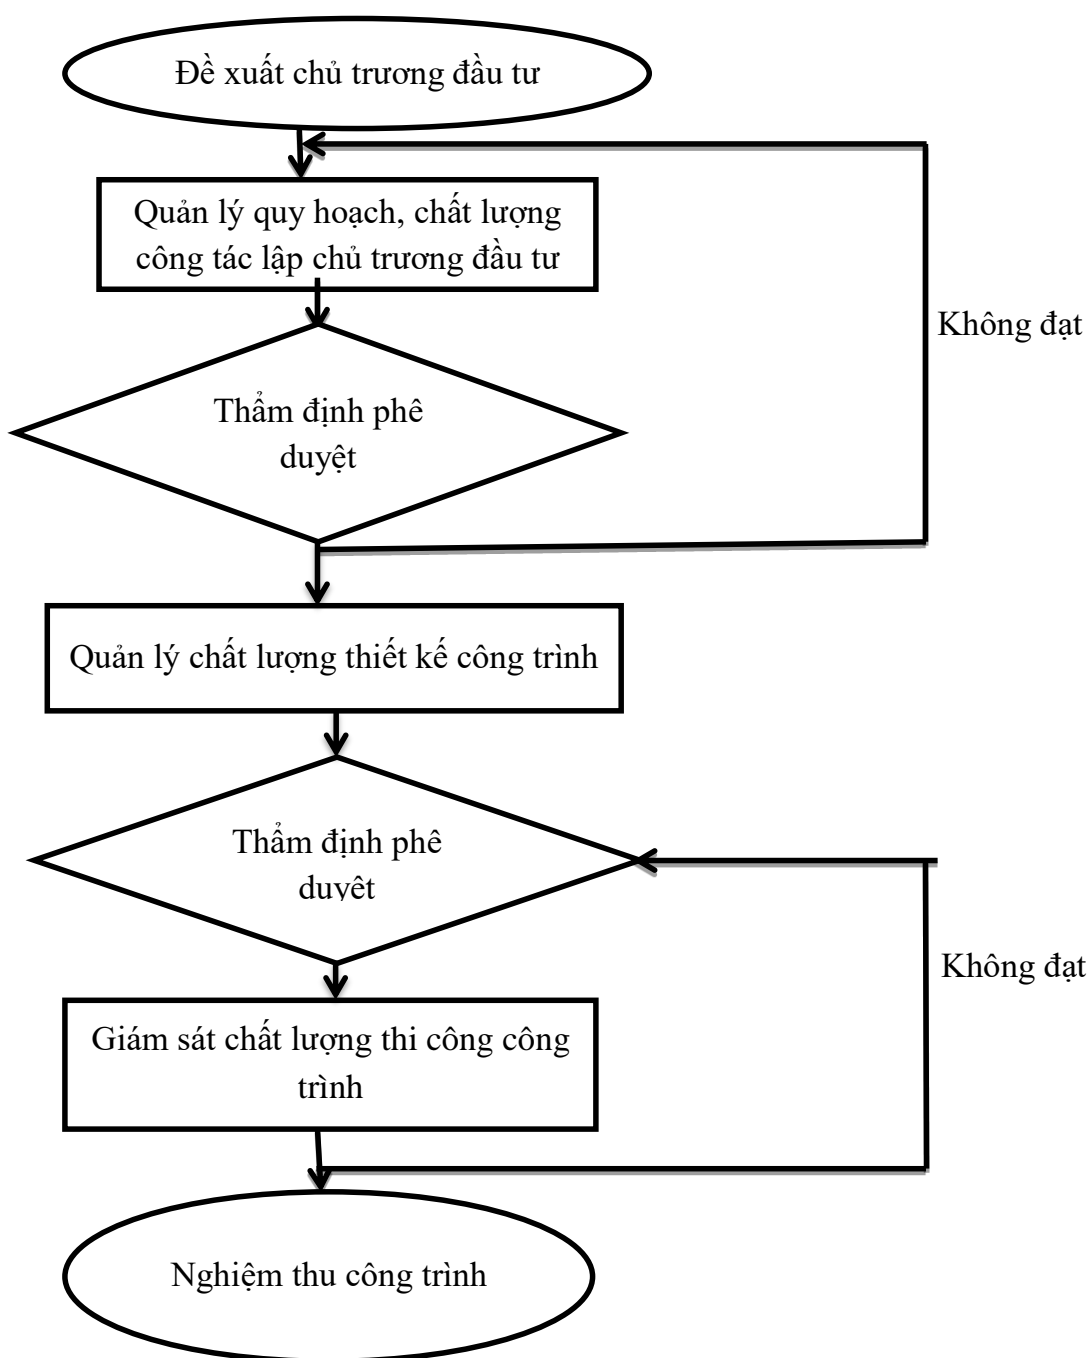 Đề xuất chủ trương đầu tư
Quản lý quy hoạch, chất lượng
công tác lập chủ trương đầu tư
Không đạt
Thẩm định phê
duyệt
Quản lý chất lượng thiết kế công trình
Thẩm định phê
duyệt
Không đạt
Giám sát chất lượng thi công công
trình
Nghiệm thu công trình